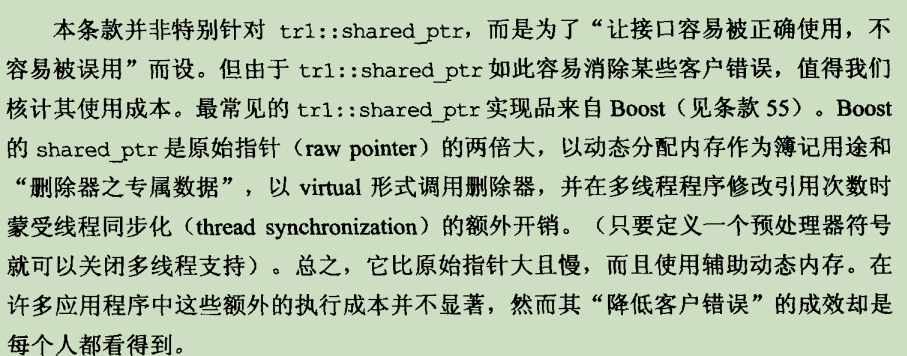 本条款并非特别针对 tr1::shared_ptr，而是为了“让接口容易被正确使用，不
容易被误用”而设。但由于 tr1::shared_ptr 如此容易消除某些客户错误，值得我们
核计其使用成本。最常见的 tr1::shared_ptr 实现品来自 Boost（见条款 55）。Boost
的 shared_ptr 是原始指针（raw pointer）的两倍大，以动态分配内存作为簿记用途和
“删除器之专属数据”，以 virtual 形式调用删除器，并在多线程程序修改引用次数时
蒙受线程同步化（thread synchronization）的额外开销。（只要定义一个预处理器符号
就可以关闭多线程支持）。总之，它比原始指针大且慢，而且使用辅助动态内存。在
许多应用程序中这些额外的执行成本并不显著，然而其“降低客户错误”的成效却是
每个人都看得到。